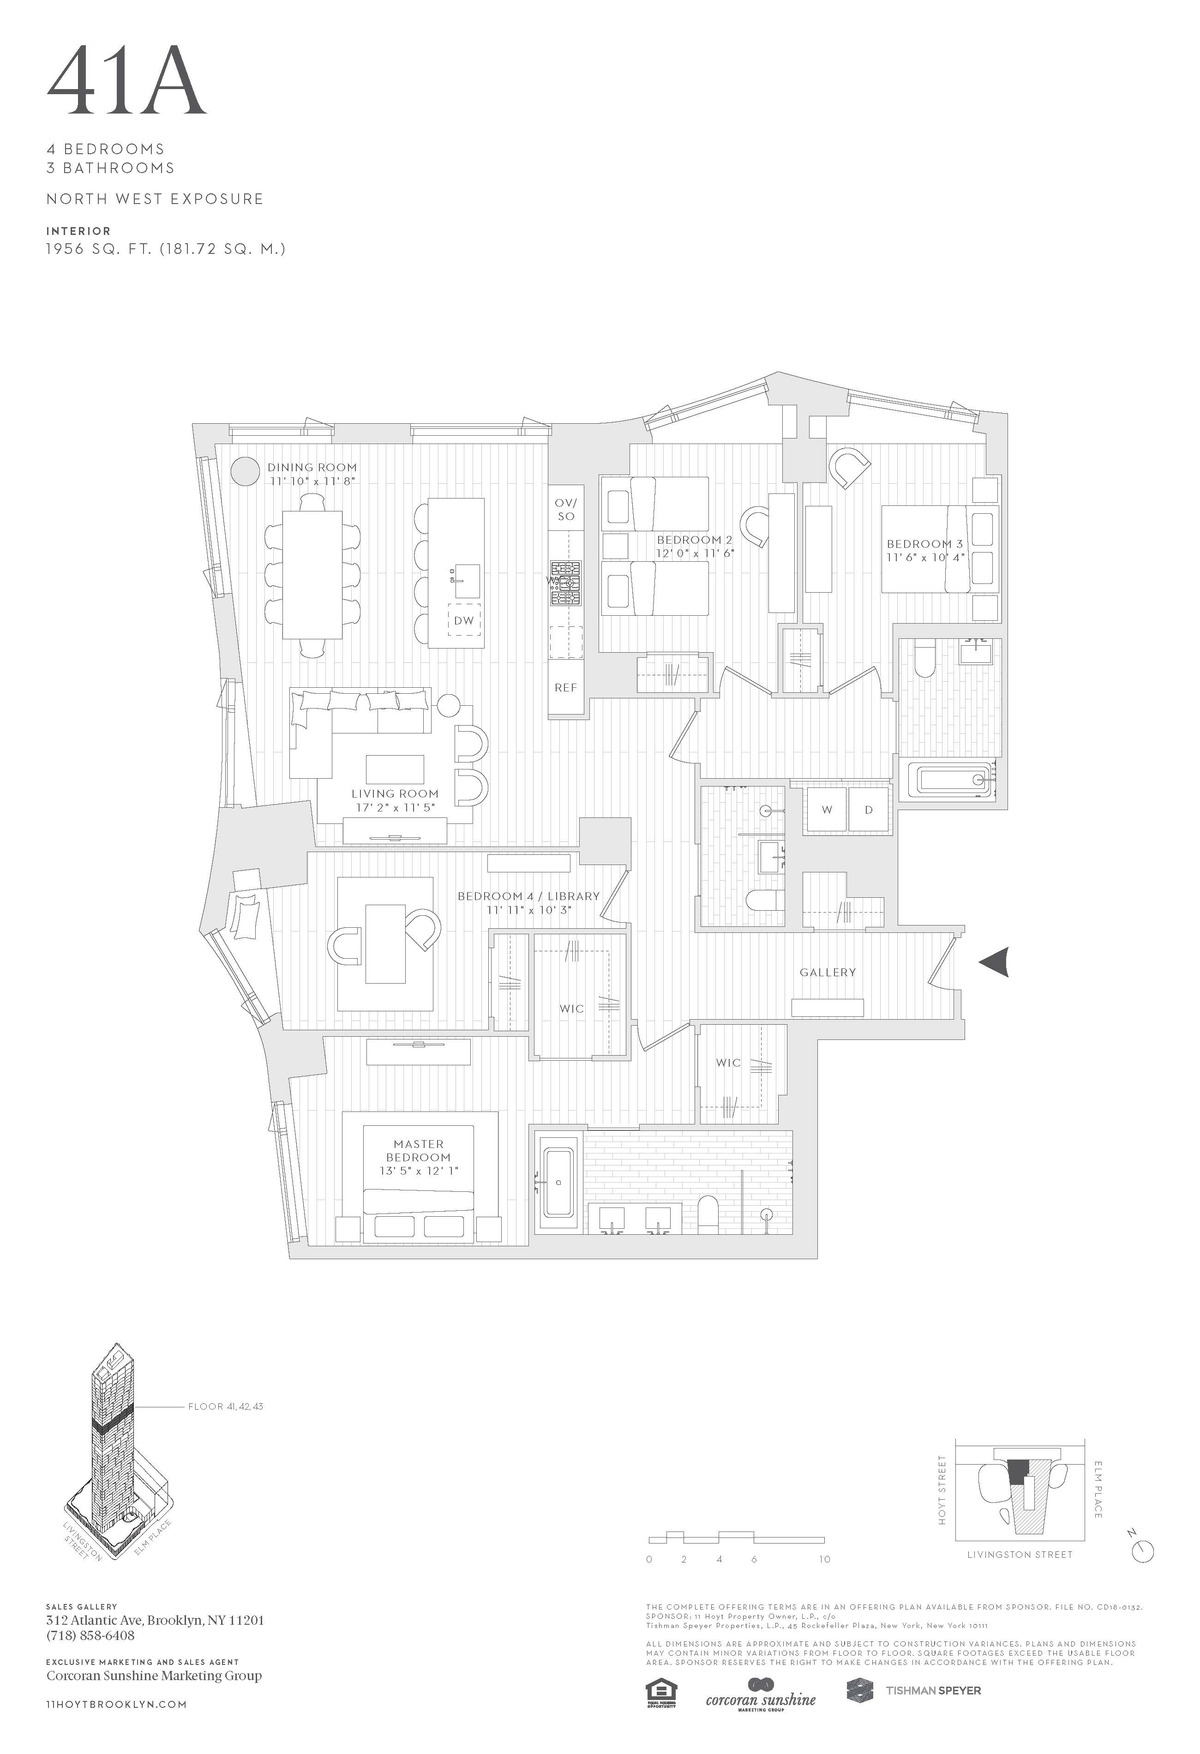 41A
4 BEDROOMS
3 BATHROOMS
NORTH WEST EXPOSURE
INTERIOR
1956 SQ. FT. (181.72 SQ. M.)
DINING ROOM
11' 10" x 11' 8"
OV/
SO
BEDROOM 2
12' 0" x 11' 6"
BEDROOM 3
11' 6" x 10' 4"
DW
REF
LIVING ROOM
17' 2" x 11' 5"
W
D
BEDROOM 4 / LIBRARY
11' 11" x 10' 3"
GALLERY
WIC
WIC
MASTER
BEDROOM
13' 5" x 12' 1"
FLOOR 41,42,43
LIVINGSTON
STREET
ELM PLACE
0 2 4 6 10
HOYT STREET
ELM PLACE
LIVINGSTON STREET
N
SALES GALLERY
312 Atlantic Ave, Brooklyn, NY 11201
(718) 858-6408
EXCLUSIVE MARKETING AND SALES AGENT
Corcoran Sunshine Marketing Group
11HOYTBROOKLYN.COM
THE COMPLETE OFFERING TERMS ARE IN AN OFFERING PLAN AVAILABLE FROM SPONSOR. FILE NO. CD18-0132.
SPONSOR: 11 Hoyt Property Owner, L.P., c/o
Tishman Speyer Properties, L.P., 45 Rockefeller Plaza, New York, New York 10111
ALL DIMENSIONS ARE APPROXIMATE AND SUBJECT TO CONSTRUCTION VARIANCES. PLANS AND DIMENSIONS
MAY CONTAIN MINOR VARIATIONS FROM FLOOR TO FLOOR. SQUARE FOOTAGES EXCEED THE USABLE FLOOR
AREA. SPONSOR RESERVES THE RIGHT TO MAKE CHANGES IN ACCORDANCE WITH THE OFFERING PLAN.
EQUAL HOUSING
OPPORTUNITY
corcoran sunshine
MARKETING GROUP
TISHMAN SPEYER